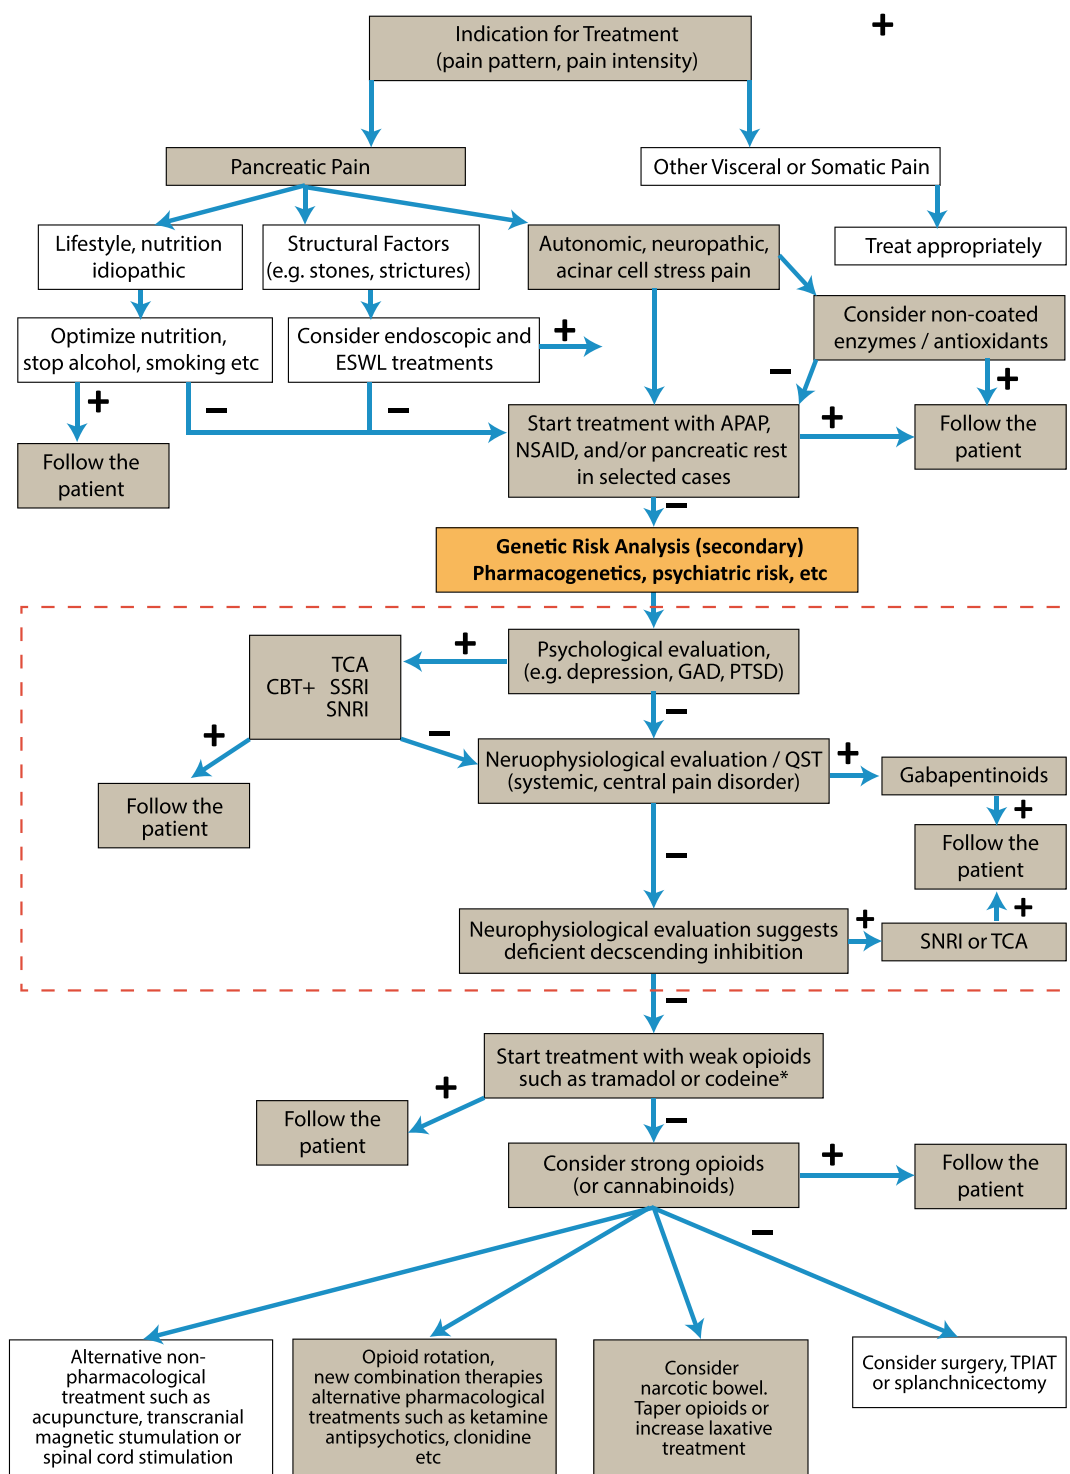 Indication for Treatment
(pain pattern, pain intensity)
+
Pancreatic Pain
Other Visceral or Somatic Pain
Lifestyle, nutrition
idiopathic
Structural Factors
(e.g. stones, strictures)
Autonomic, neuropathic,
acinar cell stress pain
Treat appropriately
Optimize nutrition,
stop alcohol, smoking etc
Consider endoscopic and
ESWL treatments
+
Consider non-coated
enzymes / antioxidants
+
–
–
–
+
Follow the
patient
Start treatment with APAP,
NSAID, and/or pancreatic rest
in selected cases
+
Follow the
patient
–
Genetic Risk Analysis (secondary)
Pharmacogenetics, psychiatric risk, etc
Psychological evaluation,
(e.g. depression, GAD, PTSD)
+
TCA
CBT+ SSRI
SNRI
–
+
–
Neruophysiological evaluation / QST
(systemic, central pain disorder)
+
Gabapentinoids
Follow the
patient
+
Follow the
patient
–
+
Neurophysiological evaluation suggests
deficient decscending inhibition
+
SNRI or TCA
–
Start treatment with weak opioids
such as tramadol or codeine*
+
Follow the
patient
–
Consider strong opioids
(or cannabinoids)
+
Follow the
patient
–
Alternative non-
pharmacological
treatment such as
acupuncture, transcranial
magnetic stumulation or
spinal cord stimulation
Opioid rotation,
new combination therapies
alternative pharmacological
treatments such as ketamine
antipsychotics, clonidine
etc
Consider
narcotic bowel.
Taper opioids or
increase laxative
treatment
Consider surgery, TPIAT
or splanchnicectomy